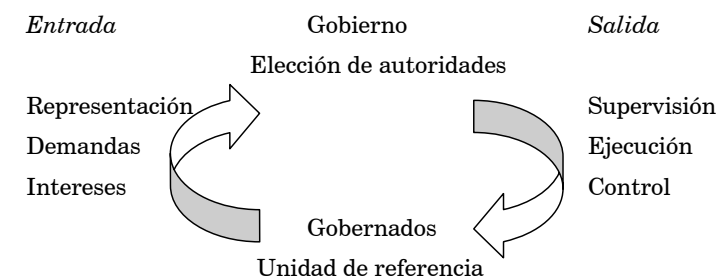 Entrada Gobierno Salida
Elección de autoridades
Representación Supervisión
Demandas Ejecución
Intereses Control
Gobernados
Unidad de referencia